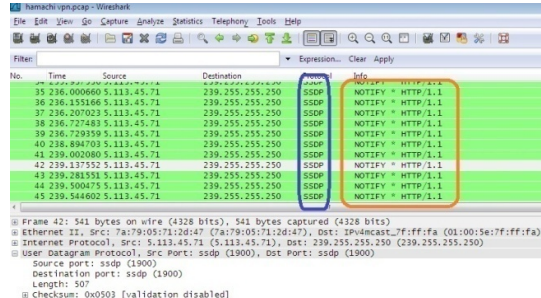 hamachi vpn.pcap - Wireshark
File Edit View Go Capture Analyze Statistics Telephony Tools Help
Filter: Expression... Clear Apply
No. Time Source Destination Protocol Info
35 236.000660 5.113.45.71 239.255.255.250 SSDP NOTIFY * HTTP/1.1
36 236.155166 5.113.45.71 239.255.255.250 SSDP NOTIFY * HTTP/1.1
37 236.207023 5.113.45.71 239.255.255.250 SSDP NOTIFY * HTTP/1.1
38 236.727483 5.113.45.71 239.255.255.250 SSDP NOTIFY * HTTP/1.1
39 236.729359 5.113.45.71 239.255.255.250 SSDP NOTIFY * HTTP/1.1
40 238.894703 5.113.45.71 239.255.255.250 SSDP NOTIFY * HTTP/1.1
41 239.002080 5.113.45.71 239.255.255.250 SSDP NOTIFY * HTTP/1.1
42 239.137552 5.113.45.71 239.255.255.250 SSDP NOTIFY * HTTP/1.1
43 239.281551 5.113.45.71 239.255.255.250 SSDP NOTIFY * HTTP/1.1
44 239.500475 5.113.45.71 239.255.255.250 SSDP NOTIFY * HTTP/1.1
45 239.544602 5.113.45.71 239.255.255.250 SSDP NOTIFY * HTTP/1.1
Frame 42: 541 bytes on wire (4328 bits), 541 bytes captured (4328 bits)
Ethernet II, Src: 7a:79:05:71:2d:47 (7a:79:05:71:2d:47), Dst: IPv4mcast_7f:ff:fa (01:00:5e:7f:ff:fa)
Internet Protocol, Src: 5.113.45.71 (5.113.45.71), Dst: 239.255.255.250 (239.255.255.250)
User Datagram Protocol, Src Port: ssdp (1900), Dst Port: ssdp (1900)
Source port: ssdp (1900)
Destination port: ssdp (1900)
Length: 507
Checksum: 0x0503 [validation disabled]